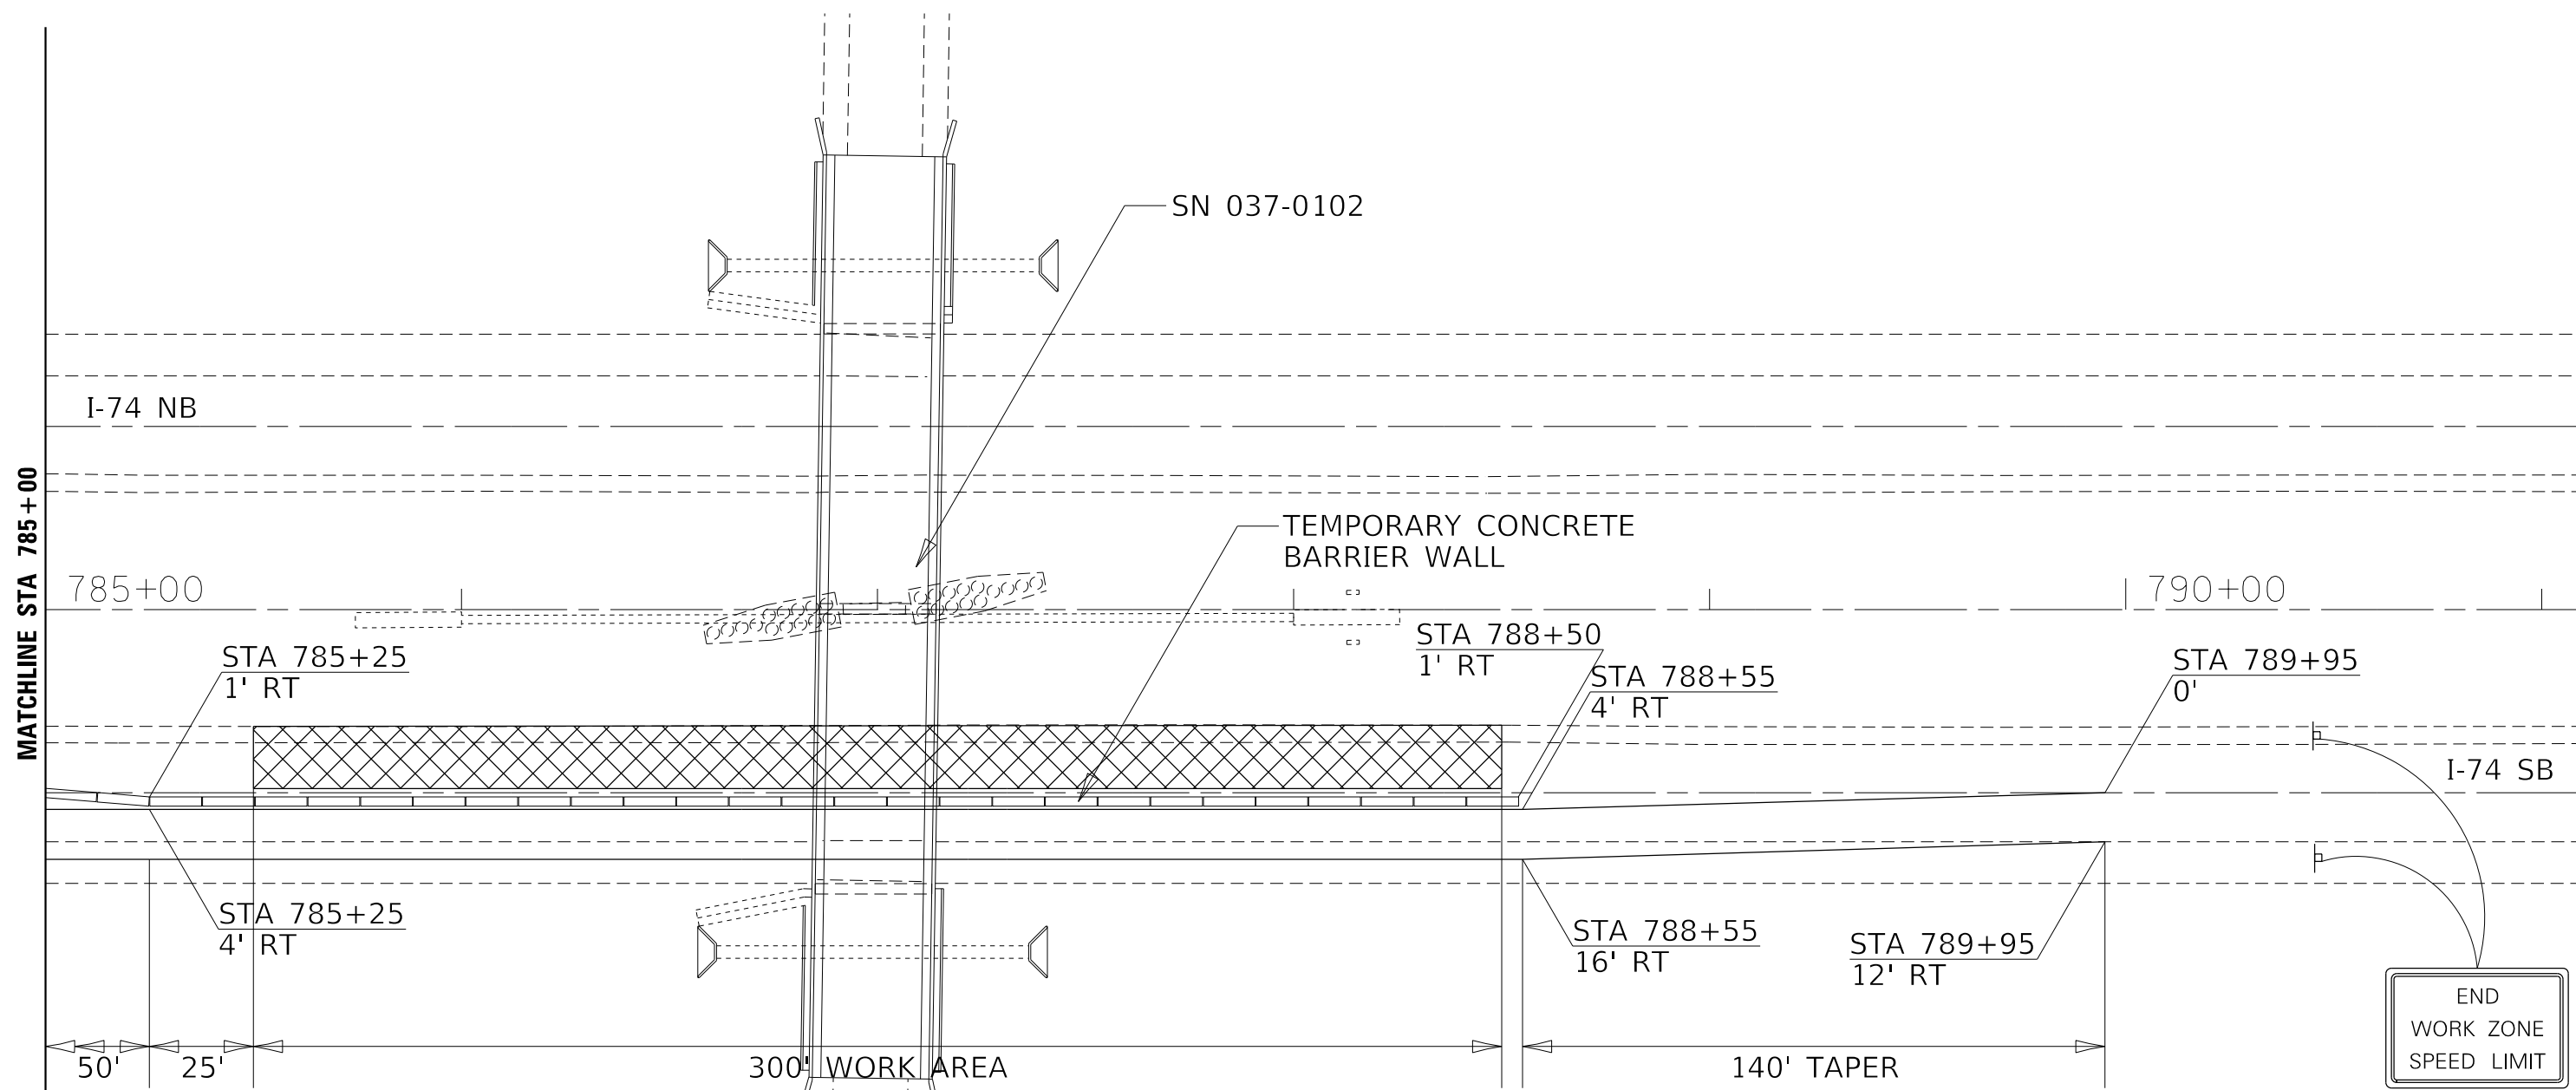 SN 037-0102
I-74 NB
MATCHLINE STA 785+00
TEMPORARY CONCRETE
BARRIER WALL
785+00
790+00
STA 785+25
1' RT
STA 788+50
1' RT
STA 788+55
4' RT
STA 789+95
0'
I-74 SB
STA 785+25
4' RT
STA 788+55
16' RT
STA 789+95
12' RT
50'
25'
300' WORK AREA
140' TAPER
END
WORK ZONE
SPEED LIMIT